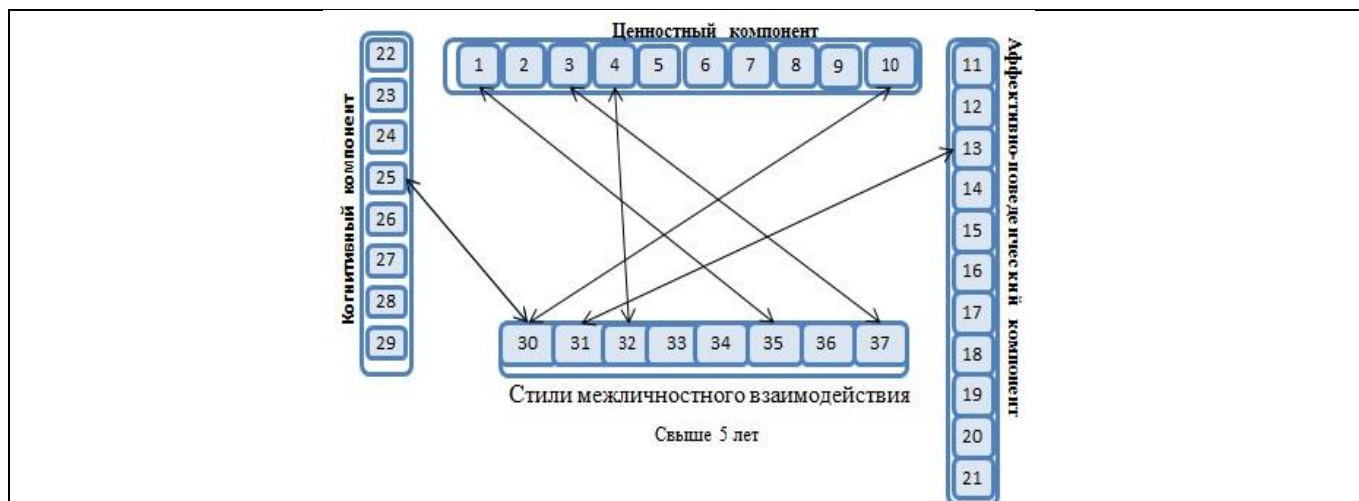 Ценностный компонент
1 2 3 4 5 6 7 8 9 10
Когнитивный компонент
22
23
24
25
26
27
28
29
Аффективно-поведенческий компонент
11
12
13
14
15
16
17
18
19
20
21
30 31 32 33 34 35 36 37
Стили межличностного взаимодействия
Свыше 5 лет